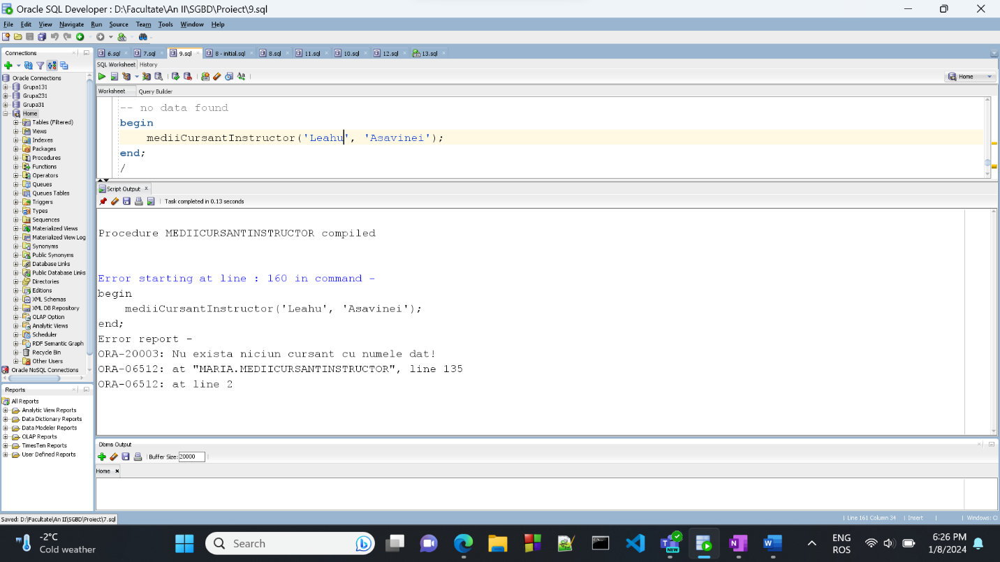 Oracle SQL Developer : D:\Facultate\An II\SGBD\Proiect\9.sql
File Edit View Navigate Run Source Team Tools Window Help
Connections
6.sql 7.sql 9.sql 8 - initial.sql 8.sql 11.sql 10.sql 12.sql 13.sql
SQL Worksheet History
Home
Worksheet Query Builder
Oracle Connections
Grupa131
Grupa231
Grupa31
Home
Tables (Filtered)
Views
Indexes
Packages
Procedures
Functions
Operators
Queues
Queues Tables
Triggers
Types
Sequences
Materialized Views
Materialized View Log
Synonyms
Public Synonyms
Database Links
Public Database Links
Directories
Editions
XML Schemas
XML DB Repository
OLAP Option
Analytic Views
Scheduler
RDF Semantic Graph
Recycle Bin
Other Users
Oracle NoSQL Connections
-- no data found
begin
mediiCursantInstructor('Leahu', 'Asavinei');
end;
/
Script Output
Task completed in 0.13 seconds
Procedure MEDIICURSANTINSTRUCTOR compiled
Error starting at line : 160 in command -
begin
mediiCursantInstructor('Leahu', 'Asavinei');
end;
Error report -
ORA-20003: Nu exista niciun cursant cu numele dat!
ORA-06512: at "MARIA.MEDIICURSANTINSTRUCTOR", line 135
ORA-06512: at line 2
Reports
All Reports
Analytic View Reports
Data Dictionary Reports
Data Modeler Reports
OLAP Reports
TimesTen Reports
User Defined Reports
Dbms Output
Buffer Size: 20000
Home
Saved: D:\Facultate\An II\SGBD\Proiect\7.sql
Line 161 Column 34 Insert Windows: Cl
-2°C
Cold weather
Search
NEW
ENG
ROS
6:26 PM
1/8/2024